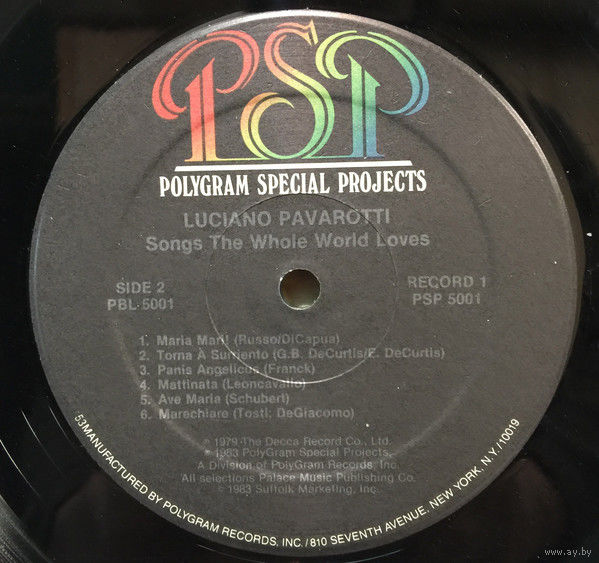 PSP
POLYGRAM SPECIAL PROJECTS
LUCIANO PAVAROTTI
Songs The Whole World Loves
SIDE 2
PBL 5001
RECORD 1
PSP 5001
1. Maria Mari! (Russo/DiCapua)
2. Torna À Surriento (G.B. DeCurtis/E. DeCurtis)
3. Panis Angelicus (Franck)
4. Mattinata (Leoncavallo)
5. Ave Maria (Schubert)
6. Marechiare (Tosti; DeGiacomo)
℗ 1979 The Decca Record Co., Ltd.
℗ 1983 PolyGram Special Projects,
A Division of PolyGram Records, Inc.
All selections Palace Music Publishing Co.
© 1983 Suffolk Marketing, Inc.
53MANUFACTURED BY POLYGRAM RECORDS, INC./810 SEVENTH AVENUE, NEW YORK, N.Y./10019
www.ay.by